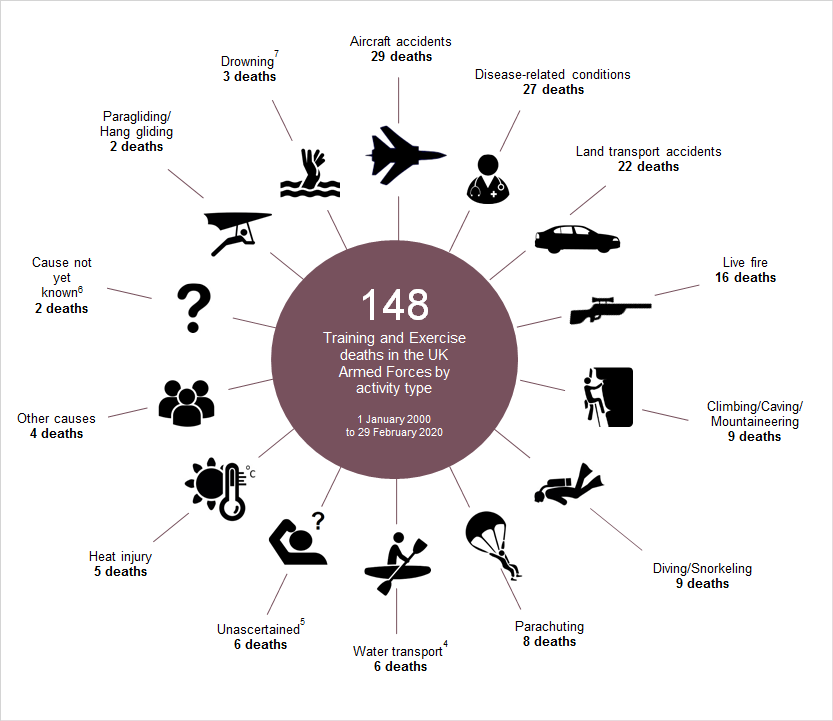 Aircraft accidents
29 deaths
Disease-related conditions
27 deaths
Land transport accidents
22 deaths
Live fire
16 deaths
Climbing/Caving/
Mountaineering
9 deaths
Diving/Snorkeling
9 deaths
Parachuting
8 deaths
Water transport4
6 deaths
Unascertained5
6 deaths
?
Heat injury
5 deaths
°C
Other causes
4 deaths
Cause not
yet
known6
2 deaths
?
Paragliding/
Hang gliding
2 deaths
Drowning7
3 deaths
148
Training and Exercise
deaths in the UK
Armed Forces by
activity type
1 January 2000
to 29 February 2020